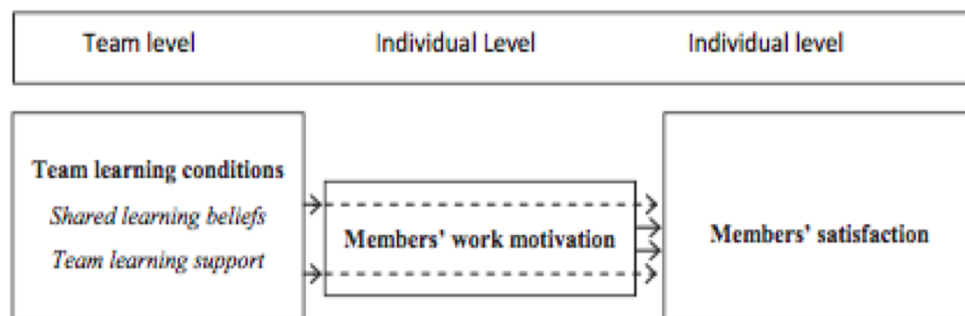 Team level Individual Level Individual level
Team learning conditions
Shared learning beliefs
Team learning support
Members' work motivation
Members' satisfaction